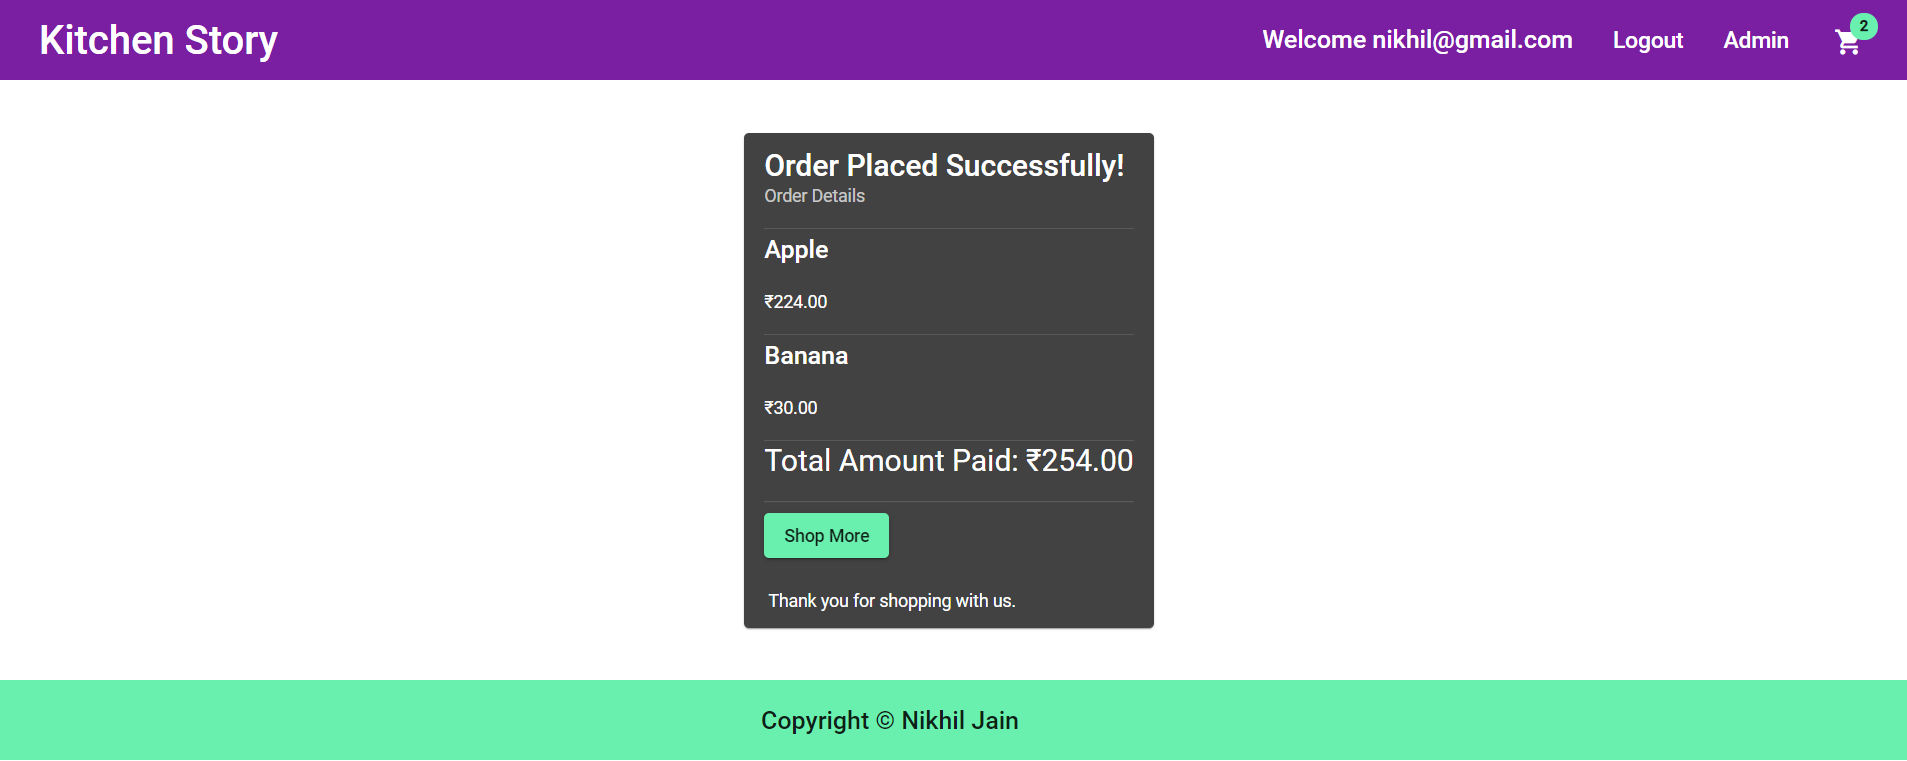 Kitchen Story
Welcome nikhil@gmail.com
Logout
Admin
2
Order Placed Successfully!
Order Details
Apple
₹224.00
Banana
₹30.00
Total Amount Paid: ₹254.00
Shop More
Thank you for shopping with us.
Copyright © Nikhil Jain